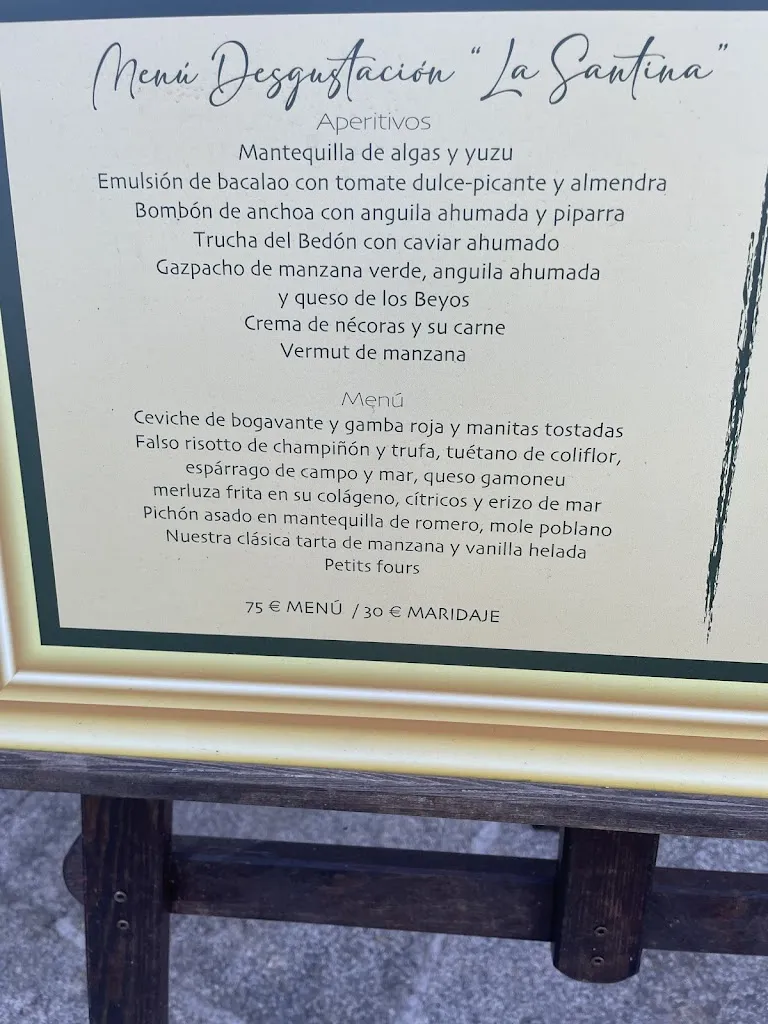 Menú Desgustación "La Santina"
Aperitivos
Mantequilla de algas y yuzu
Emulsión de bacalao con tomate dulce-picante y almendra
Bombón de anchoa con anguila ahumada y piparra
Trucha del Bedón con caviar ahumado
Gazpacho de manzana verde, anguila ahumada
y queso de los Beyos
Crema de nécoras y su carne
Vermut de manzana
Menú
Ceviche de bogavante y gamba roja y manitas tostadas
Falso risotto de champiñón y trufa, tuétano de coliflor,
espárrago de campo y mar, queso gamoneu
merluza frita en su colágeno, cítricos y erizo de mar
Pichón asado en mantequilla de romero, mole poblano
Nuestra clásica tarta de manzana y vanilla helada
Petits fours
75 € MENÚ / 30 € MARIDAJE